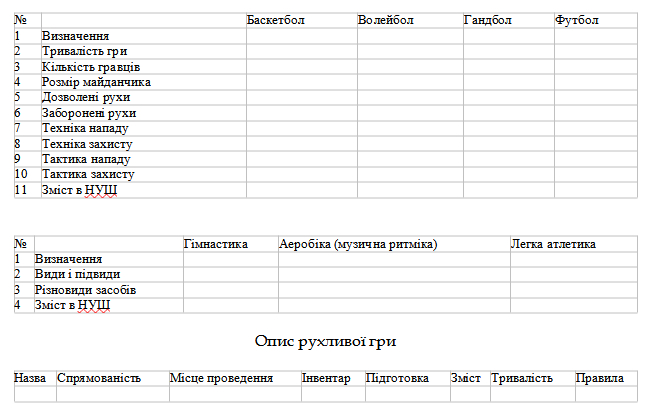 № Баскетбол Волейбол Гандбол Футбол
1 Визначення
2 Тривалість гри
3 Кількість гравців
4 Розмір майданчика
5 Дозволені рухи
6 Заборонені рухи
7 Техніка нападу
8 Техніка захисту
9 Тактика нападу
10 Тактика захисту
11 Зміст в НУШ
№ Гімнастика Аеробіка (музична ритміка) Легка атлетика
1 Визначення
2 Види і підвиди
3 Різновиди засобів
4 Зміст в НУШ
Опис рухливої гри
Назва Спрямованість Місце проведення Інвентар Підготовка Зміст Тривалість Правила